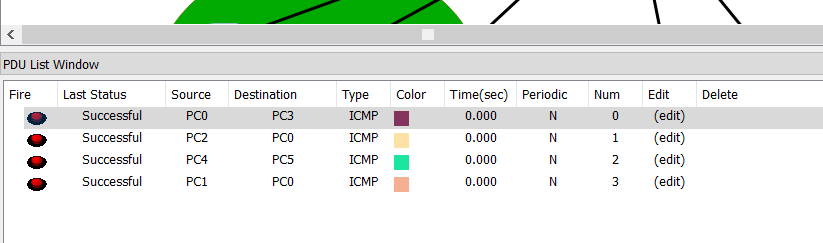 PDU List Window
Fire Last Status Source Destination Type Color Time(sec) Periodic Num Edit Delete
Successful PC0 PC3 ICMP 0.000 N 0 (edit)
Successful PC2 PC0 ICMP 0.000 N 1 (edit)
Successful PC4 PC5 ICMP 0.000 N 2 (edit)
Successful PC1 PC0 ICMP 0.000 N 3 (edit)